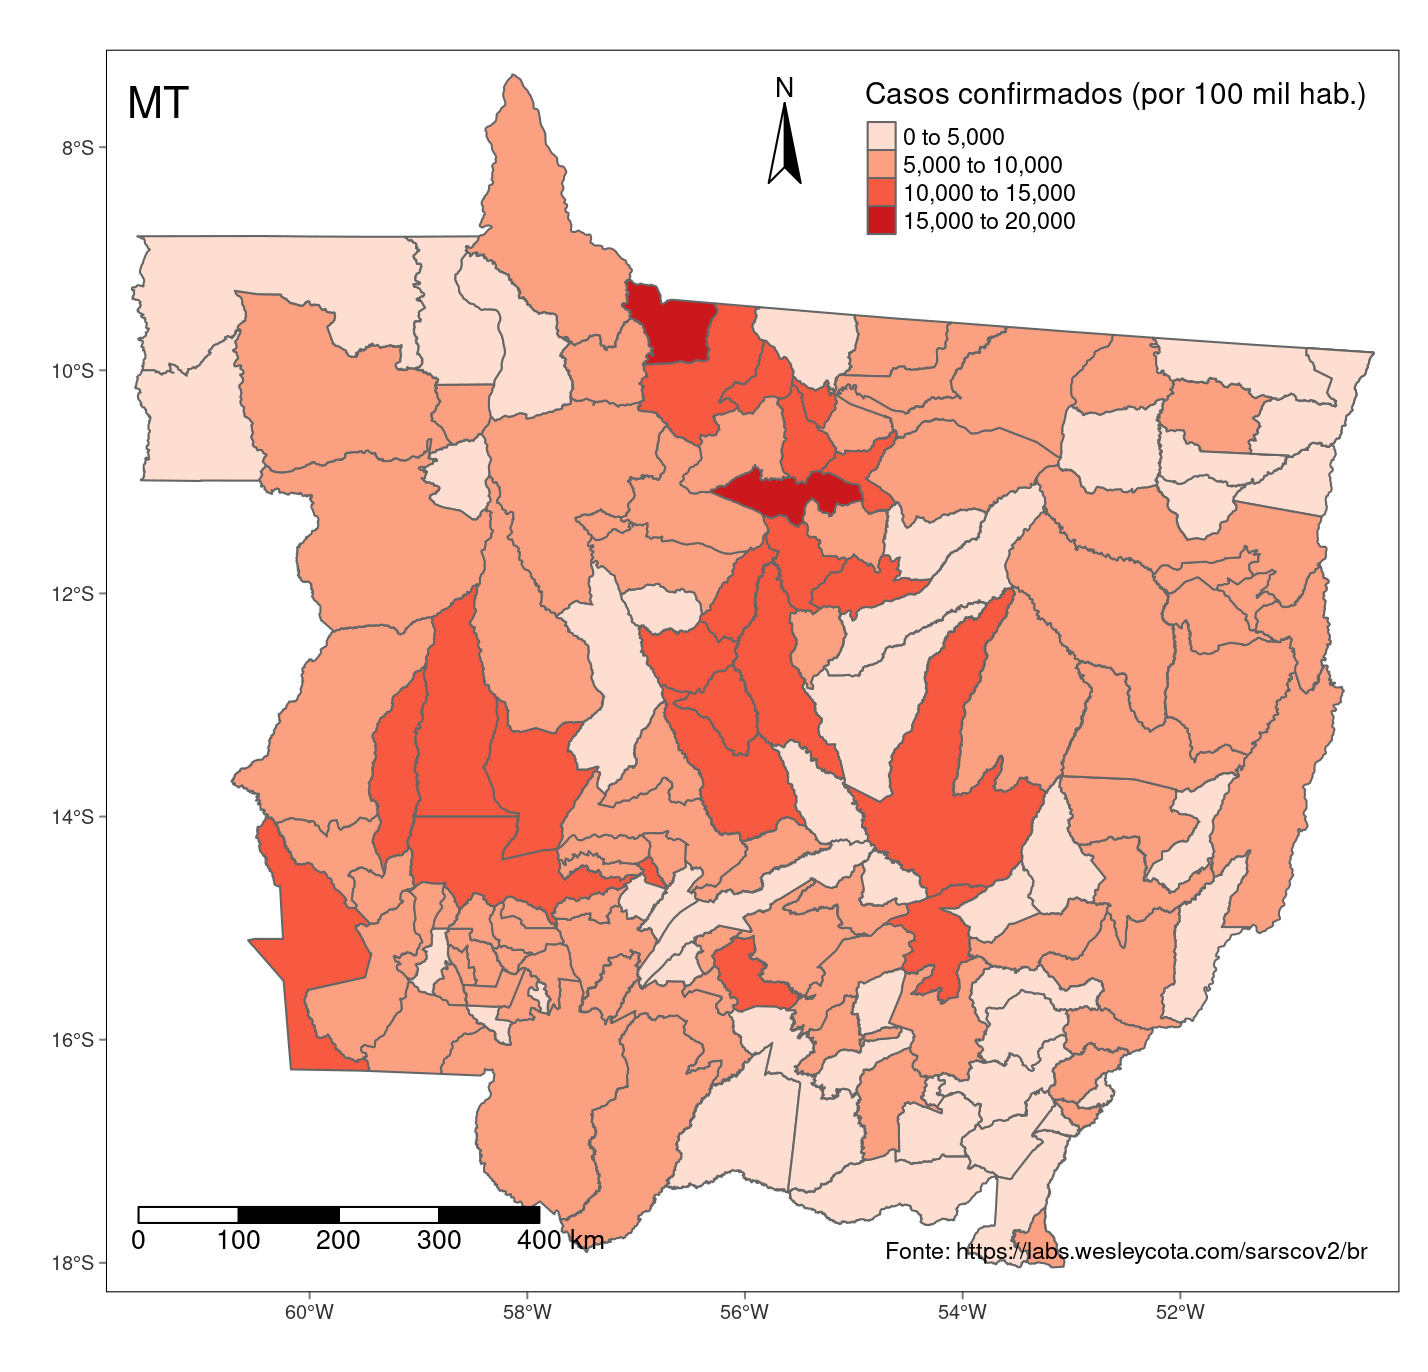 MT
N
Casos confirmados (por 100 mil hab.)
0 to 5,000
5,000 to 10,000
10,000 to 15,000
15,000 to 20,000
8°S
10°S
12°S
14°S
16°S
18°S
0 100 200 300 400 km
Fonte: https://labs.wesleycota.com/sarscov2/br
60°W 58°W 56°W 54°W 52°W